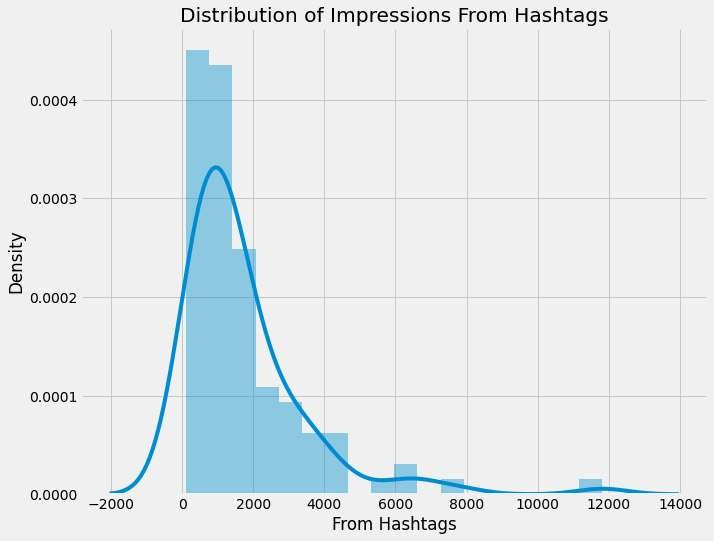 Distribution of Impressions From Hashtags
Density
0.0004
0.0003
0.0002
0.0001
0.0000
−2000 0 2000 4000 6000 8000 10000 12000 14000
From Hashtags